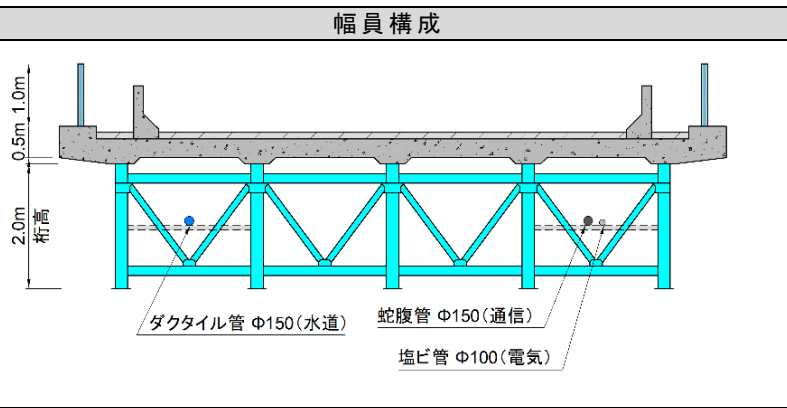 幅員構成
1.0m
0.5m
2.0m
桁高
ダクタイル管 Φ150(水道)
蛇腹管 Φ150(通信)
塩ビ管 Φ100(電気)